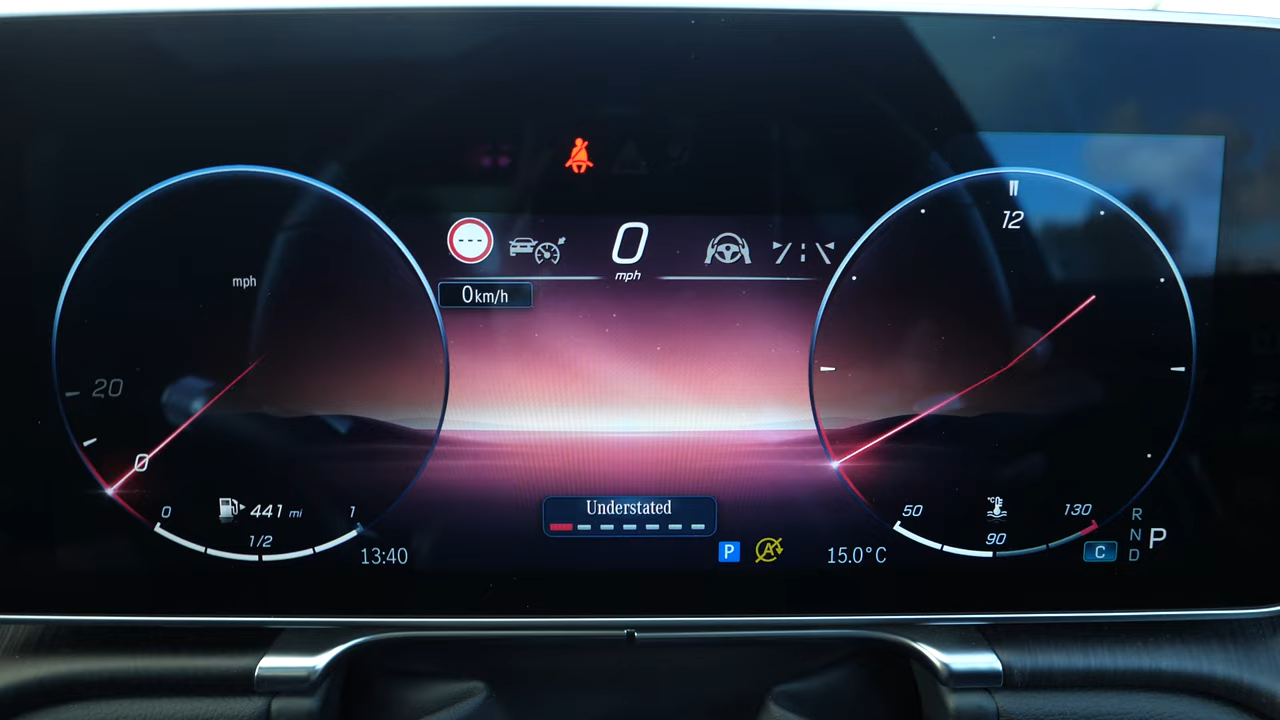 0
mph
0km/h
mph
20
0
12
0
441 mi
1
1/2
13:40
Understated
P
A
15.0°C
50
°C
130
90
C
R
N
D
P